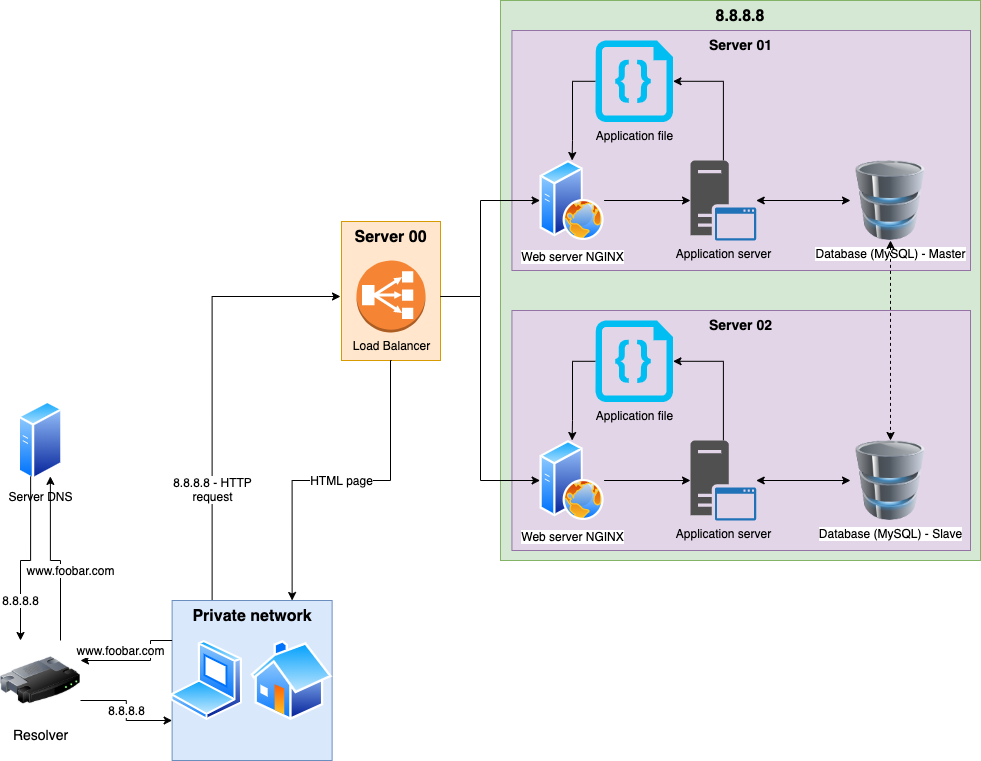 8.8.8.8
Server 01
Application file
Web server NGINX
Application server
Database (MySQL) - Master
Server 00
Load Balancer
Server 02
Application file
Web server NGINX
Application server
Database (MySQL) - Slave
8.8.8.8 - HTTP
request
HTML page
Server DNS
www.foobar.com
8.8.8.8
Private network
www.foobar.com
8.8.8.8
Resolver